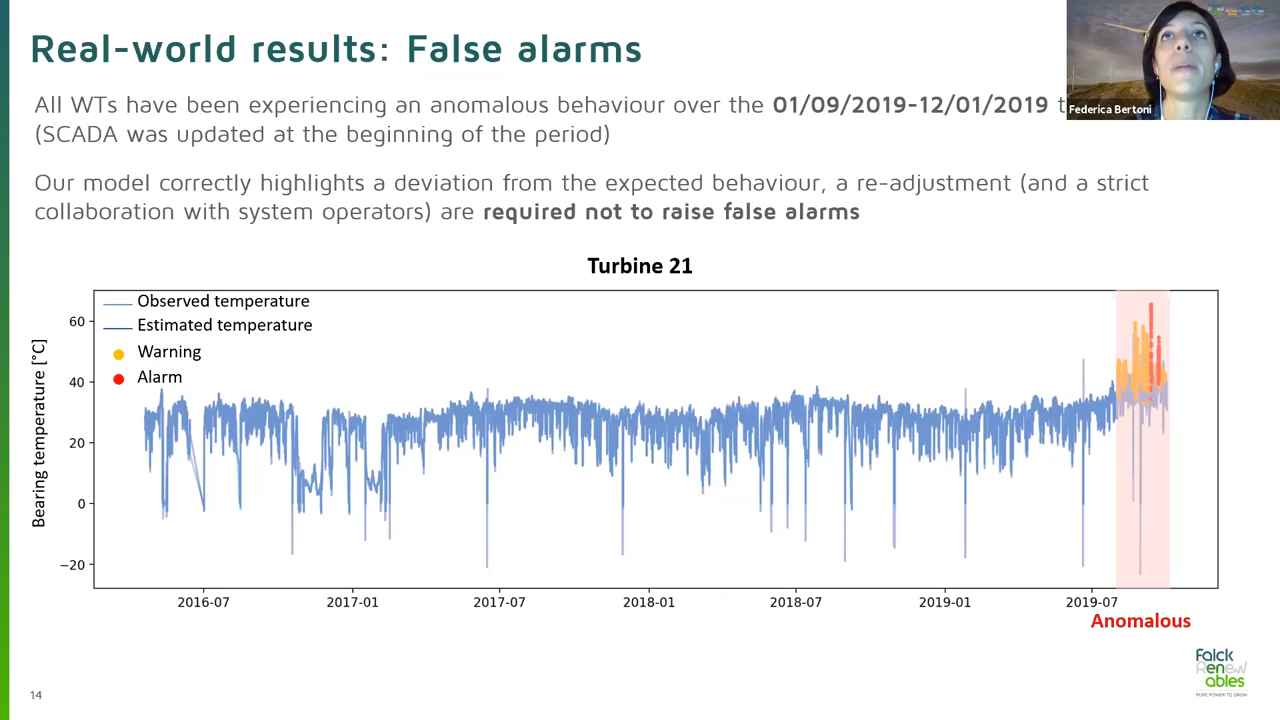 Real-world results: False alarms
All WTs have been experiencing an anomalous behaviour over the 01/09/2019-12/01/2019
(SCADA was updated at the beginning of the period)
Federica Bertoni
Our model correctly highlights a deviation from the expected behaviour, a re-adjustment (and a strict
collaboration with system operators) are required not to raise false alarms
Turbine 21
Observed temperature
Estimated temperature
Warning
Alarm
Bearing temperature [°C]
60
40
20
0
−20
2016-07 2017-01 2017-07 2018-01 2018-07 2019-01 2019-07
Anomalous
Falck
Renew
ables
PURE POWER TO GROW
14